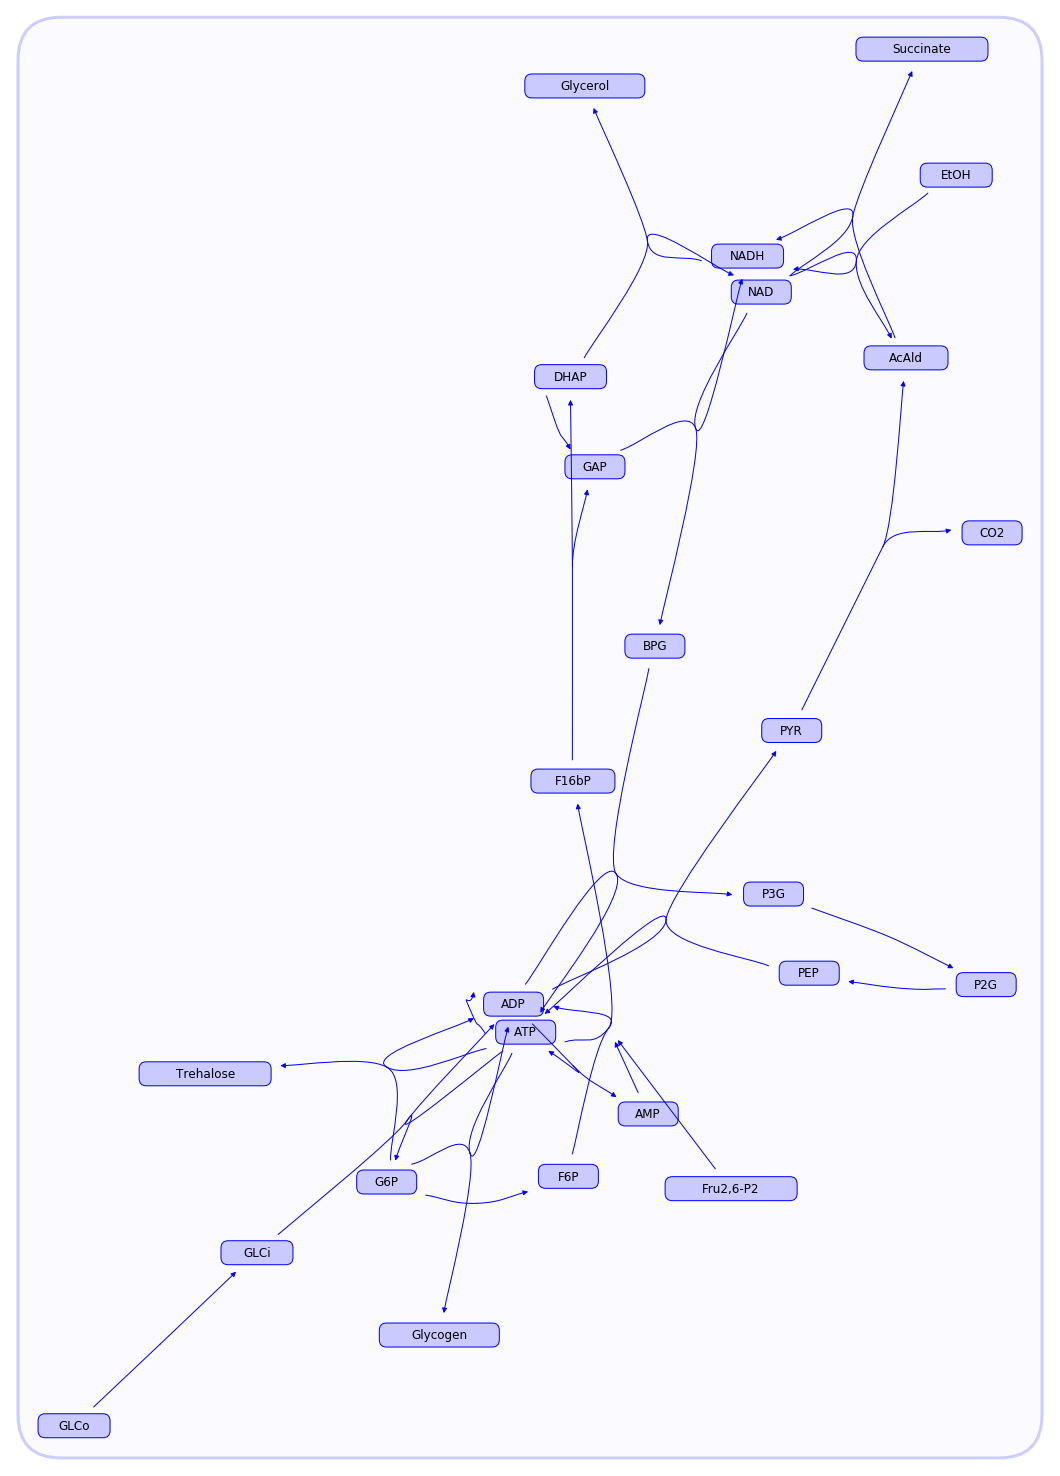 Succinate
Glycerol
EtOH
NADH
NAD
AcAld
DHAP
GAP
CO2
BPG
PYR
F16bP
P3G
PEP
P2G
ADP
ATP
Trehalose
AMP
F6P
G6P
Fru2,6-P2
GLCi
Glycogen
GLCo